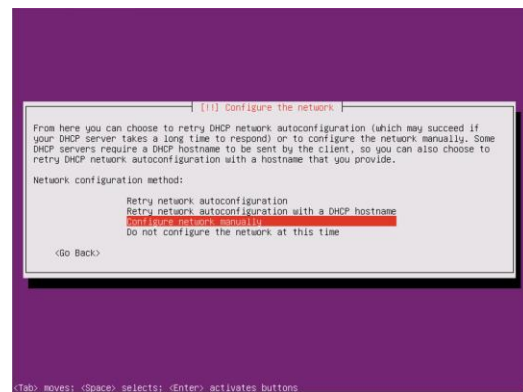 [!!] Configure the network
From here you can choose to retry DHCP network autoconfiguration (which may succeed if
your DHCP server takes a long time to respond) or to configure the network manually. Some
DHCP servers require a DHCP hostname to be sent by the client, so you can also choose to
retry DHCP network autoconfiguration with a hostname that you provide.
Network configuration method:
Retry network autoconfiguration
Retry network autoconfiguration with a DHCP hostname
Configure network manually
Do not configure the network at this time
<Go Back>
<Tab> moves; <Space> selects; <Enter> activates buttons